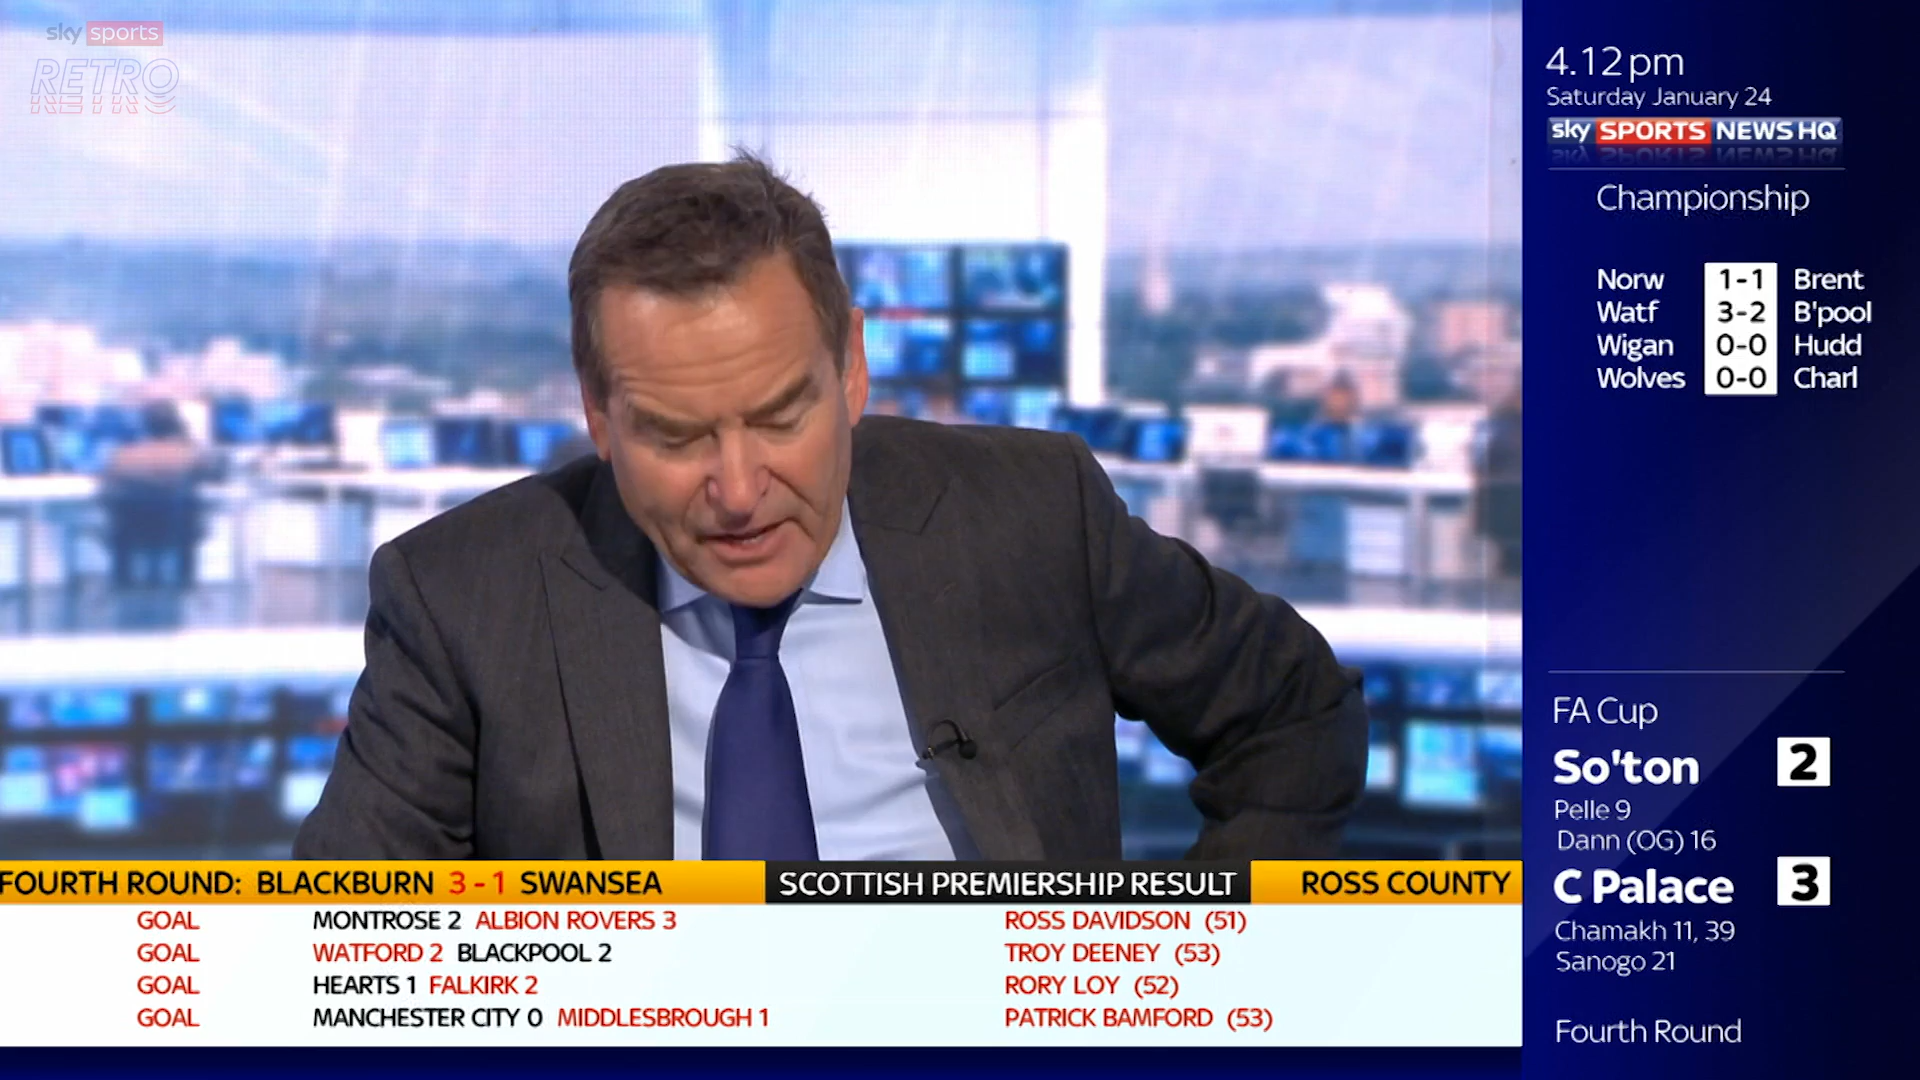 sky sports
RETRO
4.12pm
Saturday January 24
sky SPORTS NEWS HQ
Championship
Norw 1-1 Brent
Watf 3-2 B'pool
Wigan 0-0 Hudd
Wolves 0-0 Charl
FA Cup
So'ton 2
Pelle 9
Dann (OG) 16
C Palace 3
Chamakh 11, 39
Sanogo 21
Fourth Round
FOURTH ROUND: BLACKBURN 3-1 SWANSEA SCOTTISH PREMIERSHIP RESULT ROSS COUNTY
GOAL MONTROSE 2 ALBION ROVERS 3 ROSS DAVIDSON (51)
GOAL WATFORD 2 BLACKPOOL 2 TROY DEENEY (53)
GOAL HEARTS 1 FALKIRK 2 RORY LOY (52)
GOAL MANCHESTER CITY 0 MIDDLESBROUGH 1 PATRICK BAMFORD (53)